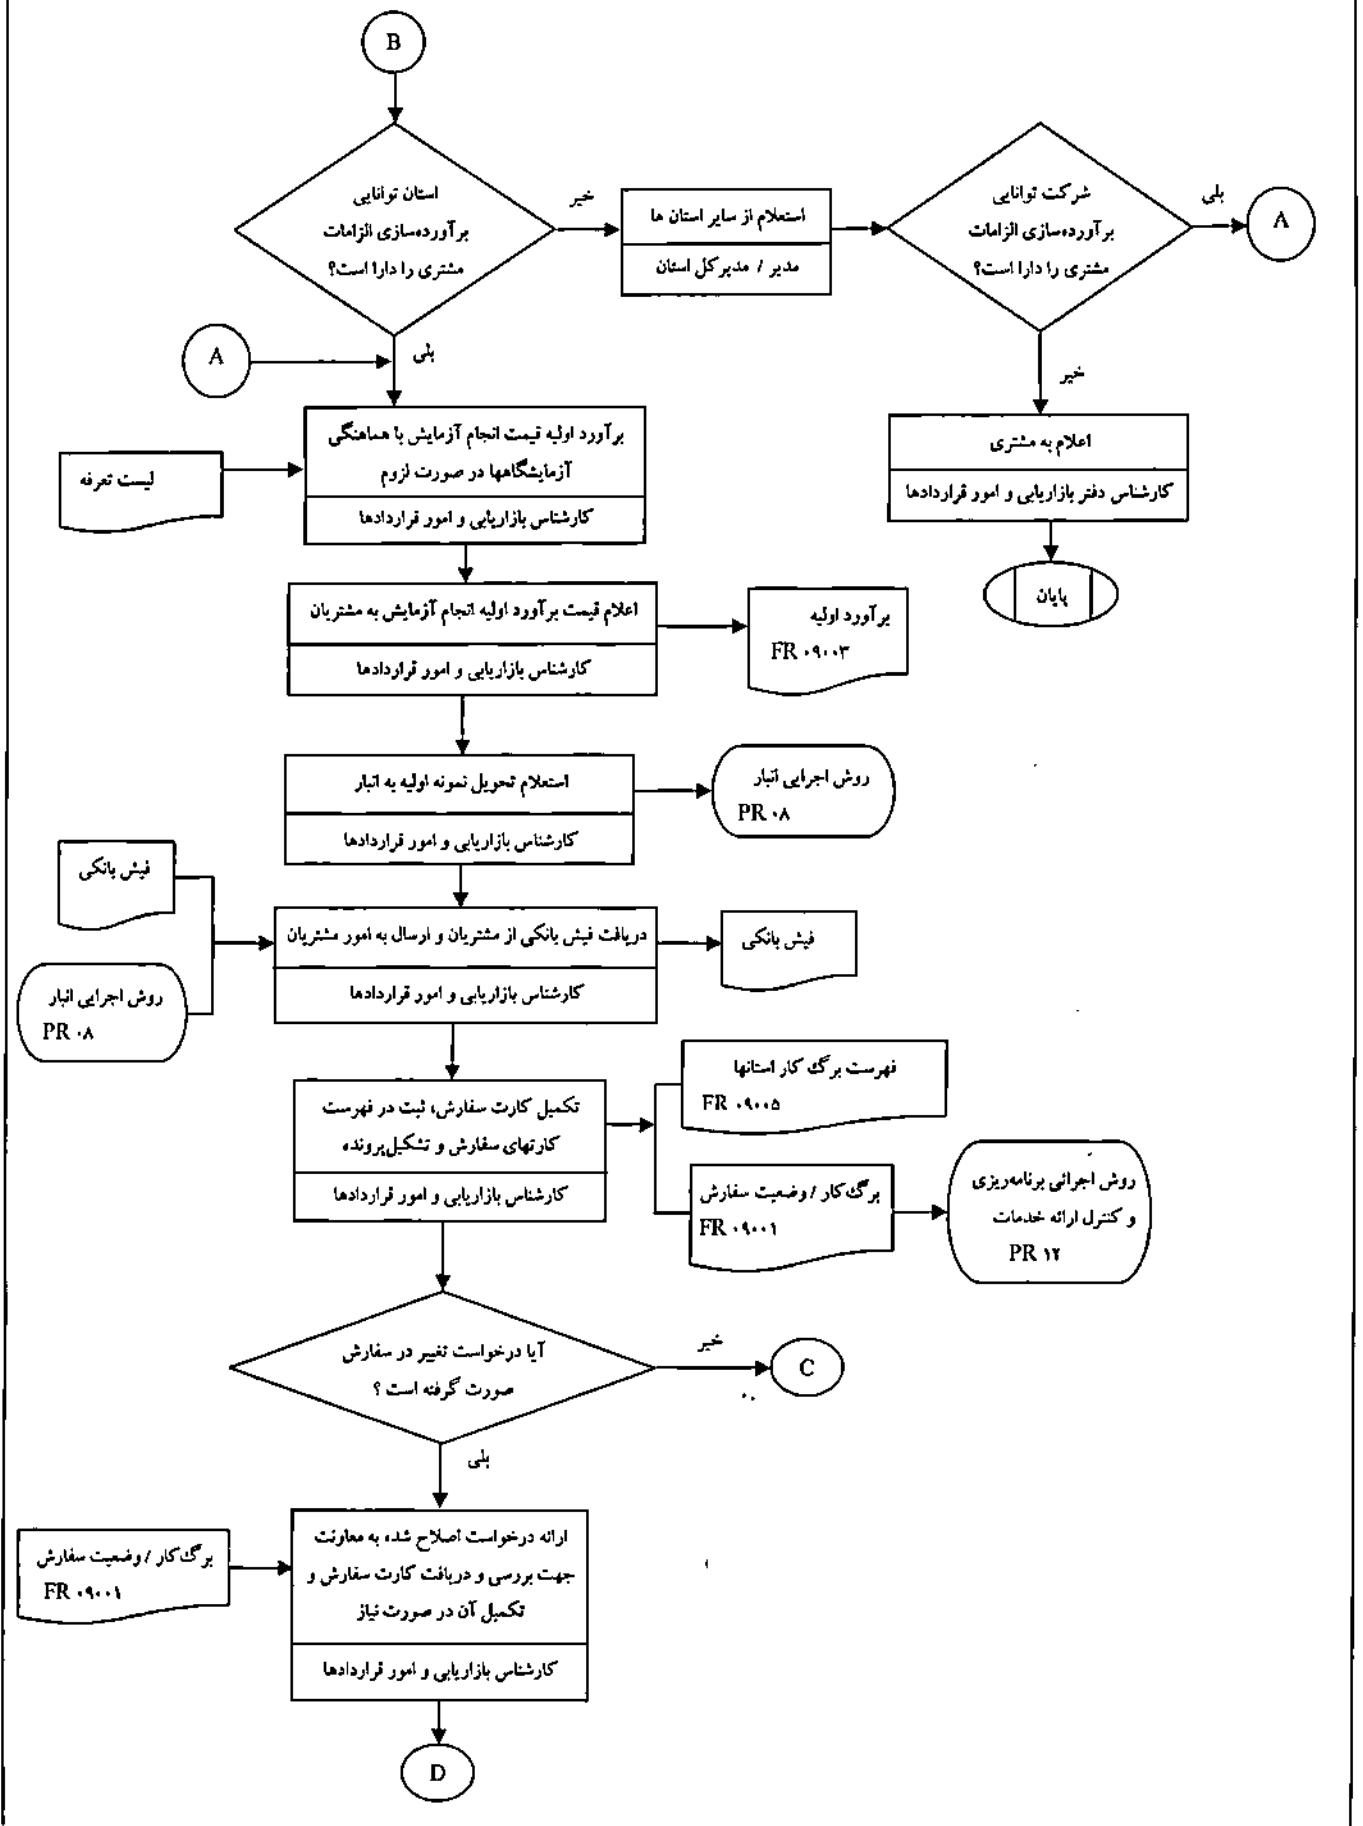 B
استان توانایی
برآورده‌سازی الزامات
مشتری را دارا است؟
خیر
استعلام از سایر استان ها
مدیر / مدیرکل استان
شرکت توانایی
برآورده‌سازی الزامات
مشتری را دارا است؟
بلی
A
خیر
اعلام به مشتری
کارشناس دفتر بازاریابی و امور قراردادها
پایان
بلی
A
برآورد اولیه قیمت انجام آزمایش با هماهنگی
آزمایشگاهها در صورت لزوم
کارشناس بازاریابی و امور قراردادها
لیست تعرفه
اعلام قیمت برآورد اولیه انجام آزمایش به مشتریان
کارشناس بازاریابی و امور قراردادها
برآورد اولیه
FR ۰۹۰۰۳
استعلام تحویل نمونه اولیه به انبار
کارشناس بازاریابی و امور قراردادها
روش اجرایی انبار
PR ۰۸
فیش بانکی
روش اجرایی انبار
PR ۰۸
دریافت فیش بانکی از مشتریان و ارسال به امور مشتریان
کارشناس بازاریابی و امور قراردادها
فیش بانکی
تکمیل کارت سفارش، ثبت در فهرست
کارتهای سفارش و تشکیل پرونده
کارشناس بازاریابی و امور قراردادها
فهرست برگ کار استانها
FR ۰۹۰۰۵
برگ کار / وضعیت سفارش
FR ۰۹۰۰۱
روش اجرائی برنامه‌ریزی
و کنترل ارائه خدمات
PR ۱۲
آیا درخواست تغییر در سفارش
صورت گرفته است ؟
خیر
C
بلی
ارائه درخواست اصلاح شده به معاونت
جهت بررسی و دریافت کارت سفارش و
تکمیل آن در صورت نیاز
کارشناس بازاریابی و امور قراردادها
برگ کار / وضعیت سفارش
FR ۰۹۰۰۱
D